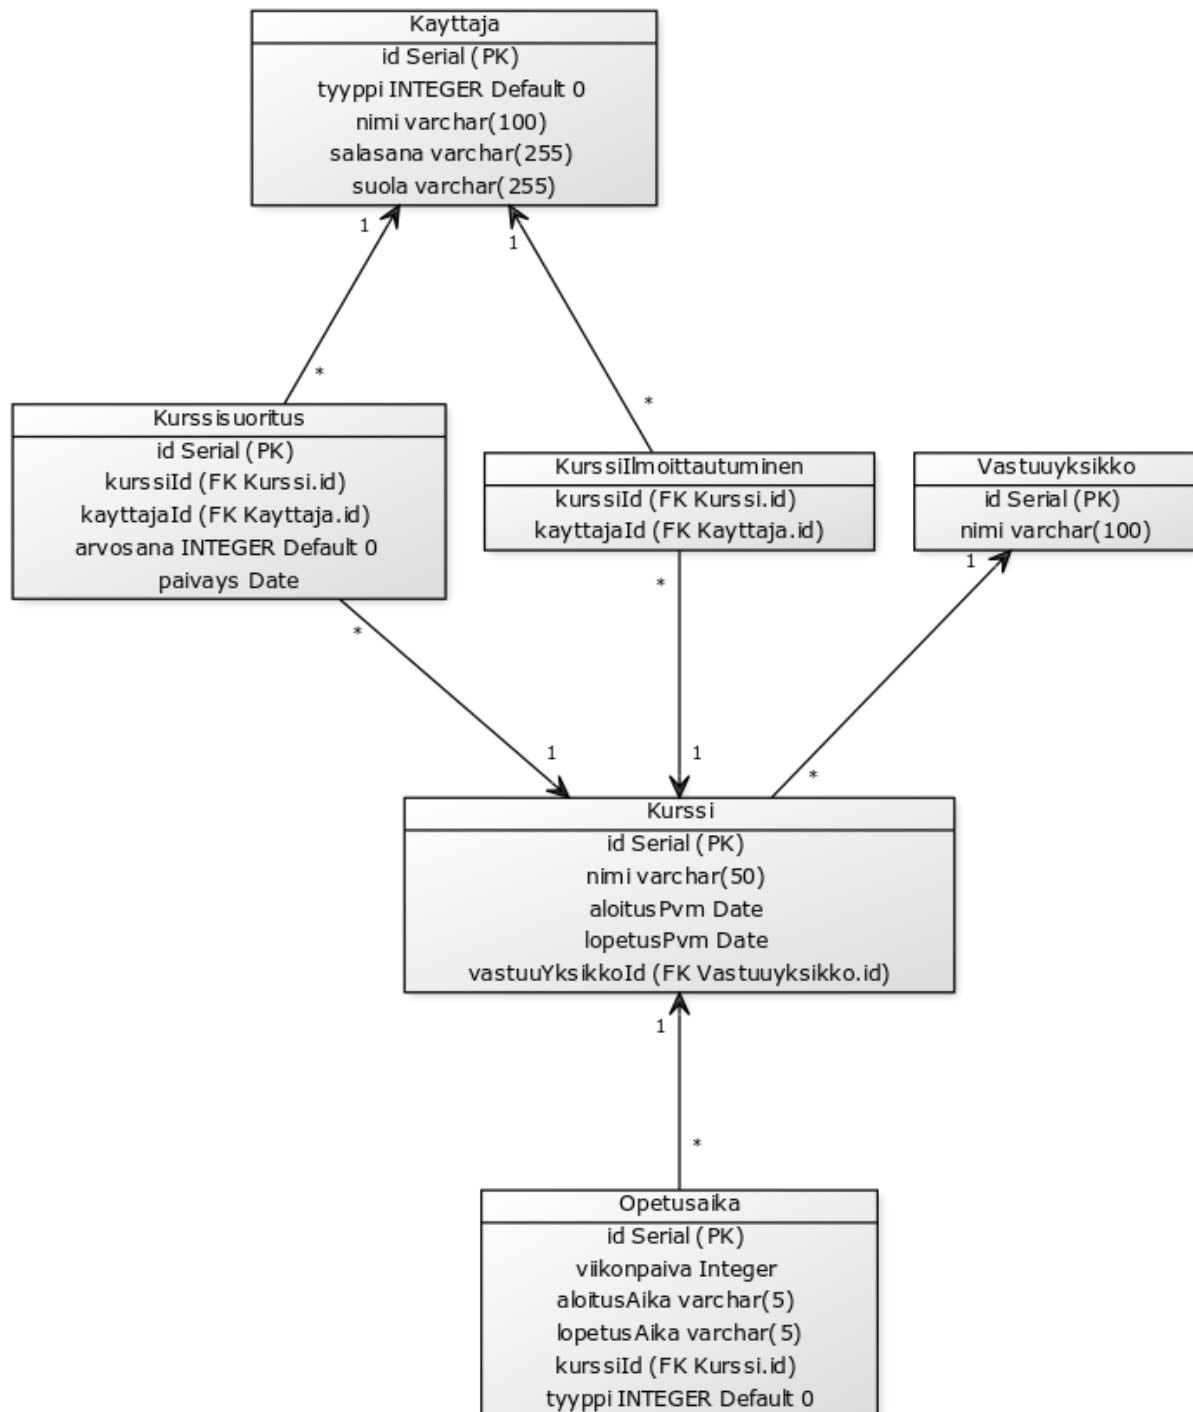 Kayttaja
id Serial (PK)
tyyppi INTEGER Default 0
nimi varchar(100)
salasana varchar(255)
suola varchar(255)
1
1
*
*
Kurssisuoritus
id Serial (PK)
kurssiId (FK Kurssi.id)
kayttajaId (FK Kayttaja.id)
arvosana INTEGER Default 0
paivays Date
KurssiIlmoittautuminen
kurssiId (FK Kurssi.id)
kayttajaId (FK Kayttaja.id)
Vastuuyksikko
id Serial (PK)
nimi varchar(100)
*
*
1
1
1
*
Kurssi
id Serial (PK)
nimi varchar(50)
aloitusPvm Date
lopetusPvm Date
vastuuYksikkoId (FK Vastuuyksikko.id)
1
*
Opetusaika
id Serial (PK)
viikonpaiva Integer
aloitusAika varchar(5)
lopetusAika varchar(5)
kurssiId (FK Kurssi.id)
tyyppi INTEGER Default 0